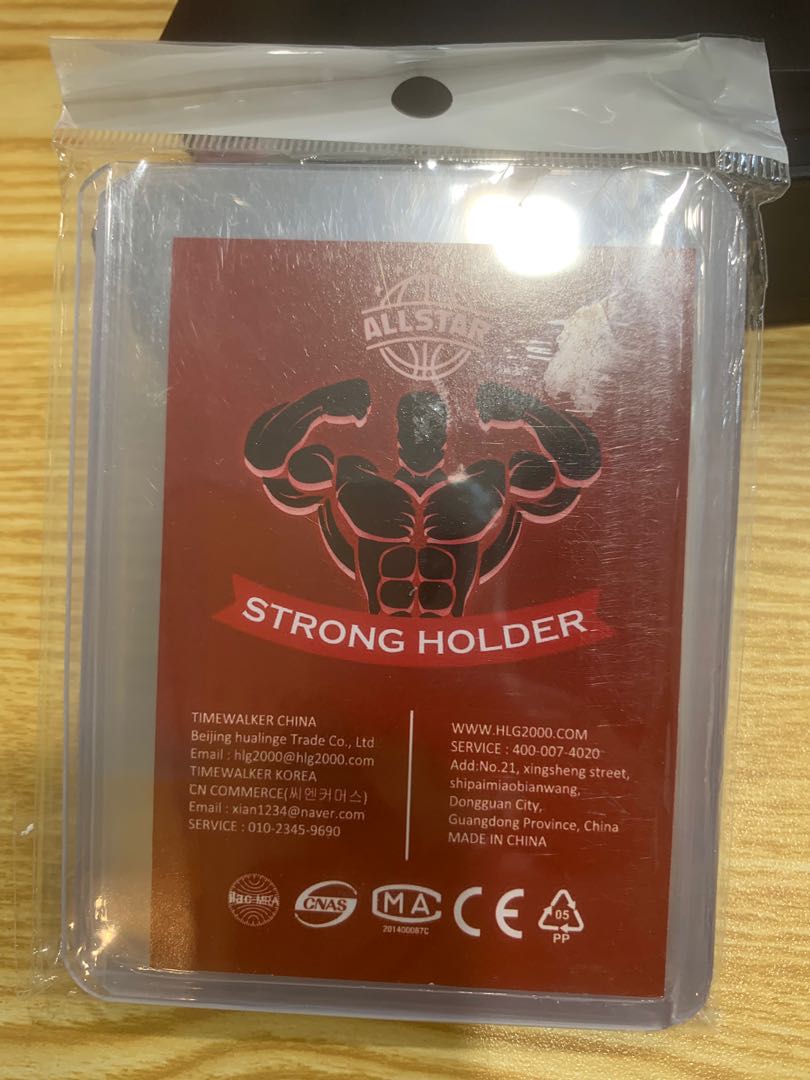 ALLSTAR
STRONG HOLDER
TIMEWALKER CHINA
Beijing hualinge Trade Co., Ltd
Email : hlg2000@hlg2000.com
TIMEWALKER KOREA
CN COMMERCE(씨엔커머스)
Email : xian1234@naver.com
SERVICE : 010-2345-9690
WWW.HLG2000.COM
SERVICE : 400-007-4020
Add:No.21, xingsheng street,
shipaimiaobianwang,
Dongguan City,
Guangdong Province, China
MADE IN CHINA
ilac-MRA
CNAS
MA
201400087C
CE
05
PP